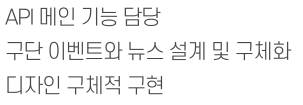 API 메인 기능 담당
구단 이벤트와 뉴스 설계 및 구체화
디자인 구체적 구현